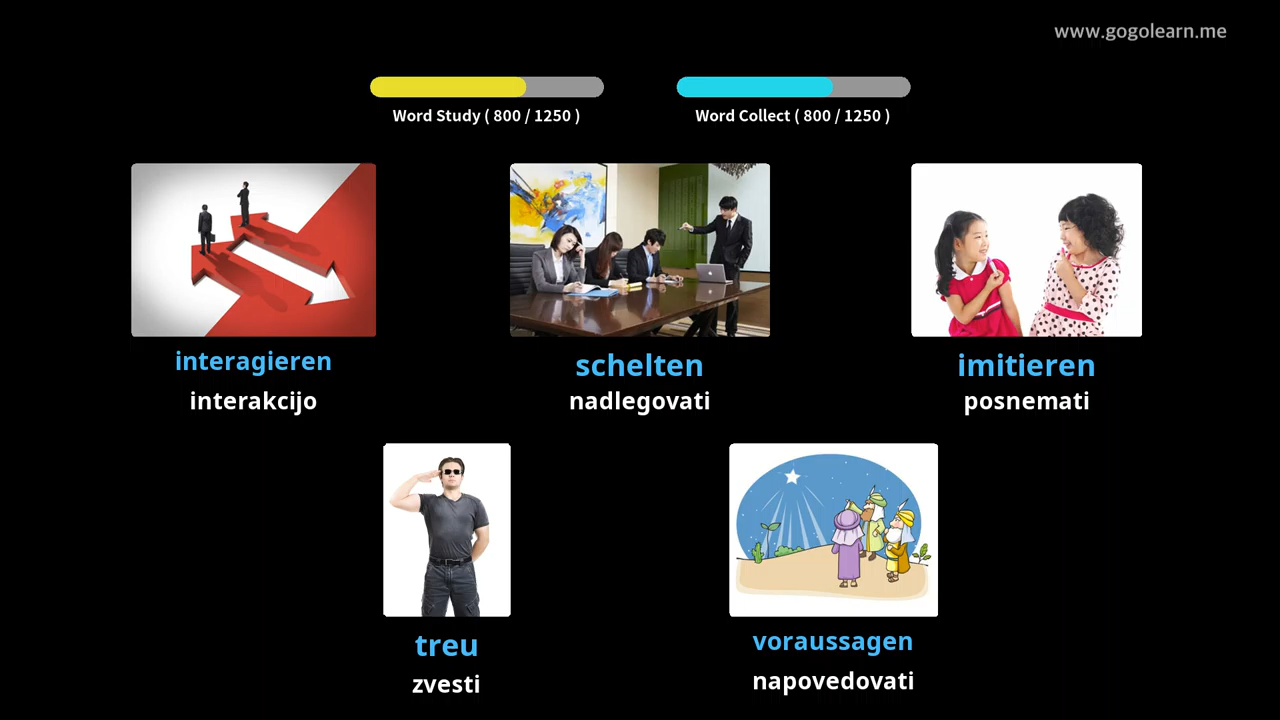 www.gogolearn.me
Word Study ( 800 / 1250 )
Word Collect ( 800 / 1250 )
interagieren
interakcijo
schelten
nadlegovati
imitieren
posnemati
treu
zvesti
voraussagen
napovedovati